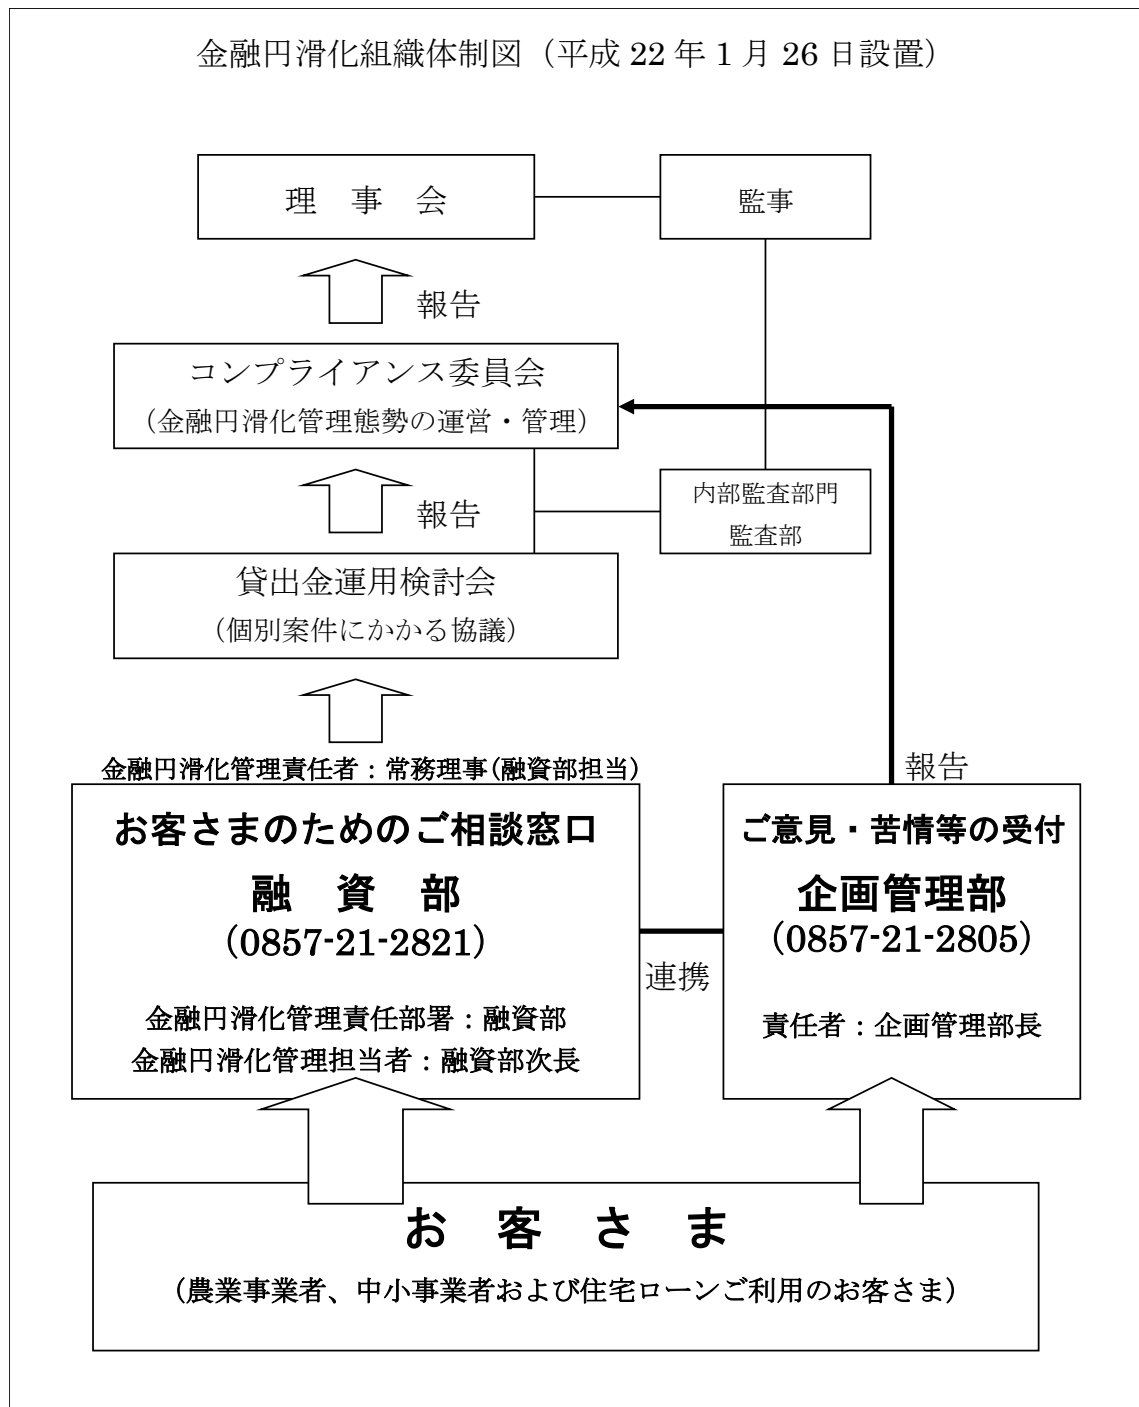 金融円滑化組織体制図（平成 22 年 1 月 26 日設置）
理　事　会
監事
報告
コンプライアンス委員会
（金融円滑化管理態勢の運営・管理）
報告
内部監査部門
監査部
貸出金運用検討会
（個別案件にかかる協議）
金融円滑化管理責任者：常務理事(融資部担当)
報告
お客さまのためのご相談窓口
融　資　部
（0857-21-2821）
金融円滑化管理責任部署：融資部
金融円滑化管理担当者：融資部次長
連携
ご意見・苦情等の受付
企画管理部
（0857-21-2805）
責任者：企画管理部長
お　客　さ　ま
（農業事業者、中小事業者および住宅ローンご利用のお客さま）